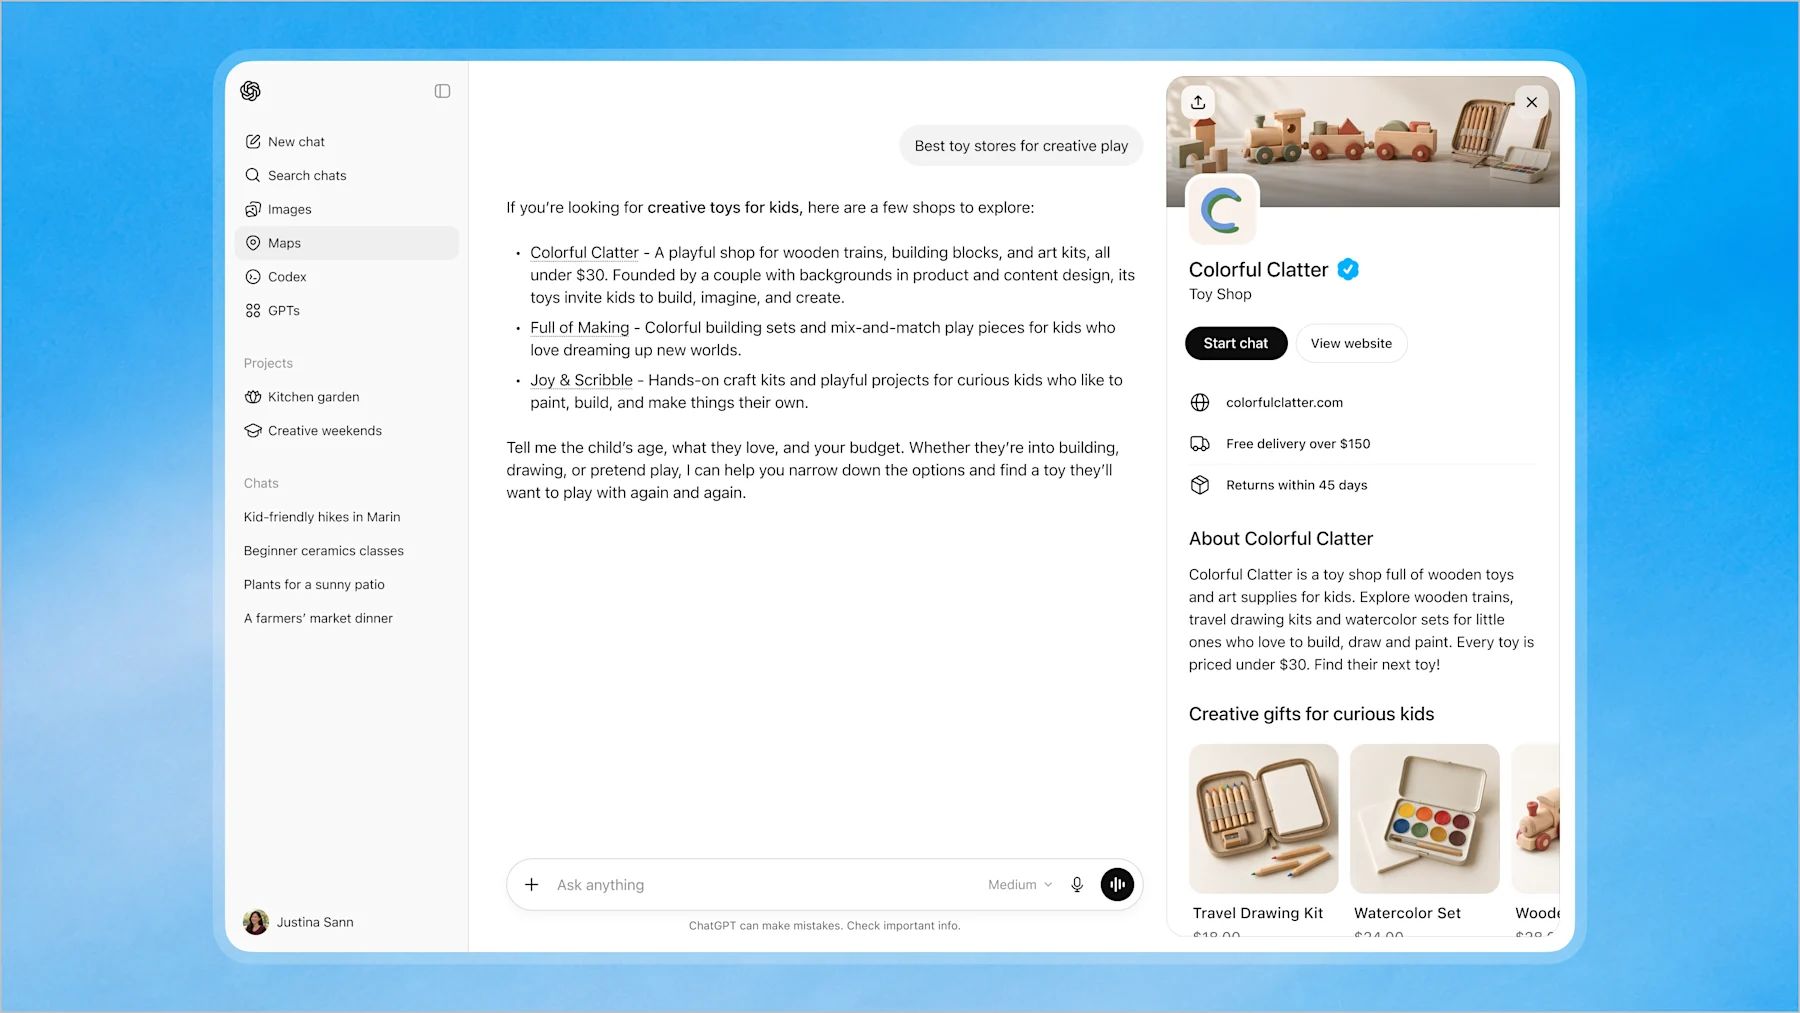 New chat
Search chats
Images
Maps
Codex
GPTs
Projects
Kitchen garden
Creative weekends
Chats
Kid-friendly hikes in Marin
Beginner ceramics classes
Plants for a sunny patio
A farmers’ market dinner
Justina Sann
Best toy stores for creative play
If you’re looking for creative toys for kids, here are a few shops to explore:
• Colorful Clatter - A playful shop for wooden trains, building blocks, and art kits, all
under $30. Founded by a couple with backgrounds in product and content design, its
toys invite kids to build, imagine, and create.
• Full of Making - Colorful building sets and mix-and-match play pieces for kids who
love dreaming up new worlds.
• Joy & Scribble - Hands-on craft kits and playful projects for curious kids who like to
paint, build, and make things their own.
Tell me the child’s age, what they love, and your budget. Whether they’re into building,
drawing, or pretend play, I can help you narrow down the options and find a toy they’ll
want to play with again and again.
Ask anything
Medium
ChatGPT can make mistakes. Check important info.
Colorful Clatter
Toy Shop
Start chat
View website
colorfulclatter.com
Free delivery over $150
Returns within 45 days
About Colorful Clatter
Colorful Clatter is a toy shop full of wooden toys
and art supplies for kids. Explore wooden trains,
travel drawing kits and watercolor sets for little
ones who love to build, draw and paint. Every toy is
priced under $30. Find their next toy!
Creative gifts for curious kids
Travel Drawing Kit
Watercolor Set
Woode